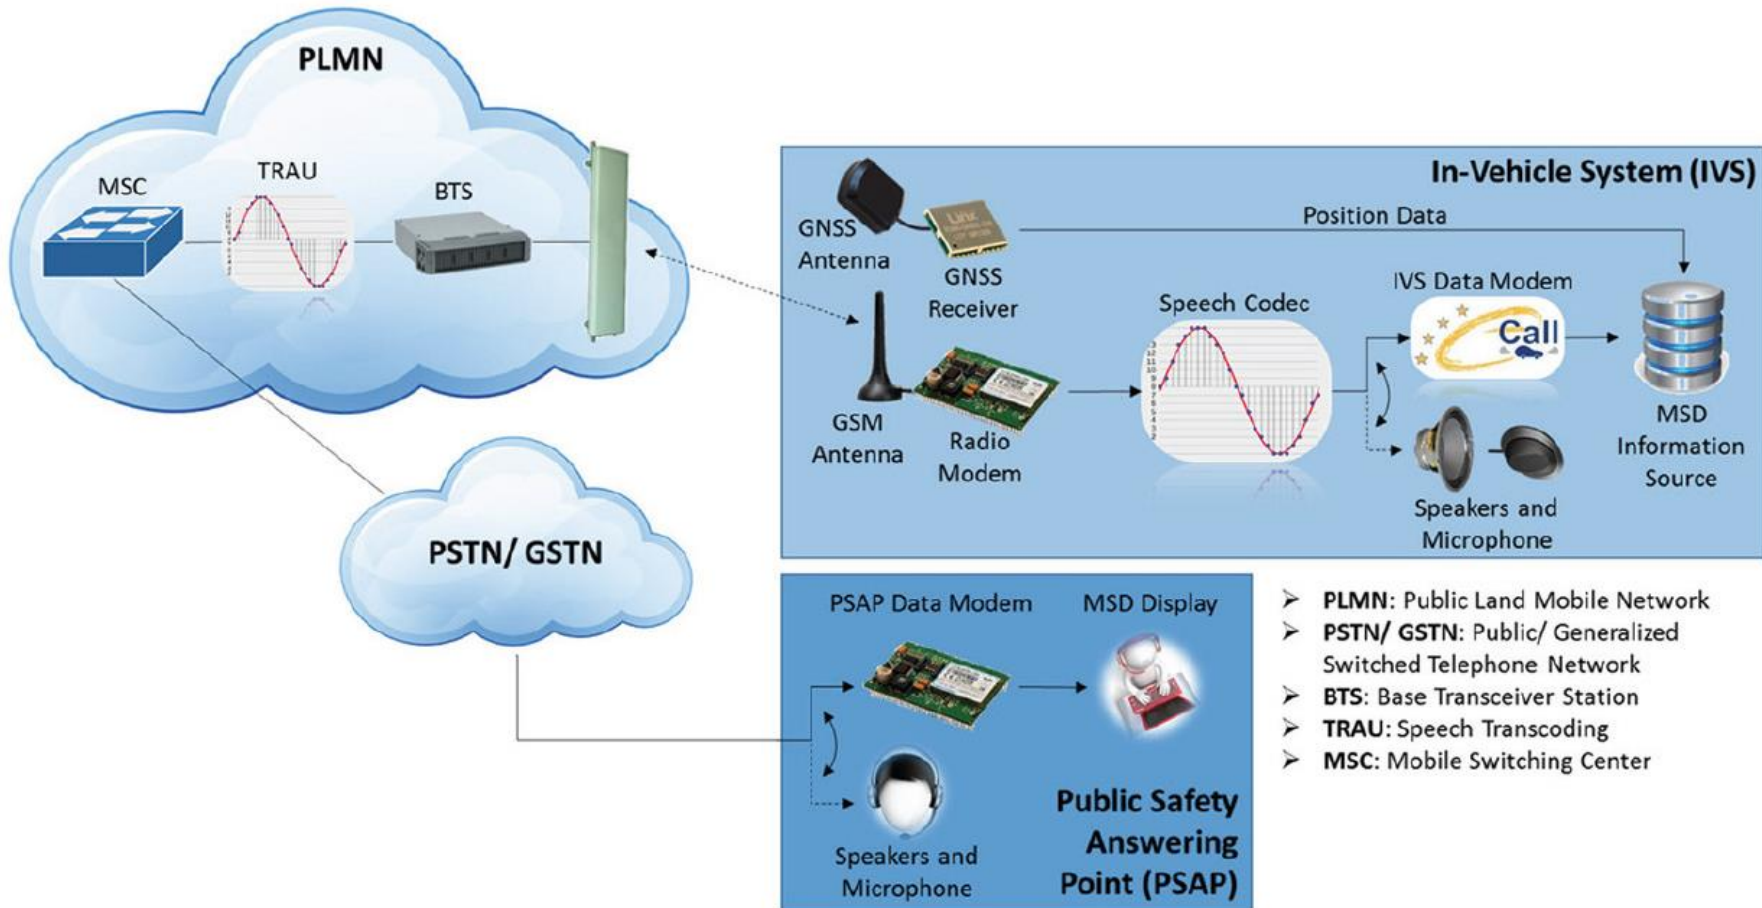 PLMN
MSC
TRAU
BTS
PSTN/ GSTN
In-Vehicle System (IVS)
Position Data
GNSS
Antenna
Linx
GNSS
Receiver
IVS Data Modem
Speech Codec
Call
GSM
Antenna
Radio
Modem
MSD
Information
Source
Speakers and
Microphone
PSAP Data Modem
MSD Display
Speakers and
Microphone
Public Safety
Answering
Point (PSAP)
➢ PLMN: Public Land Mobile Network
➢ PSTN/ GSTN: Public/ Generalized
Switched Telephone Network
➢ BTS: Base Transceiver Station
➢ TRAU: Speech Transcoding
➢ MSC: Mobile Switching Center